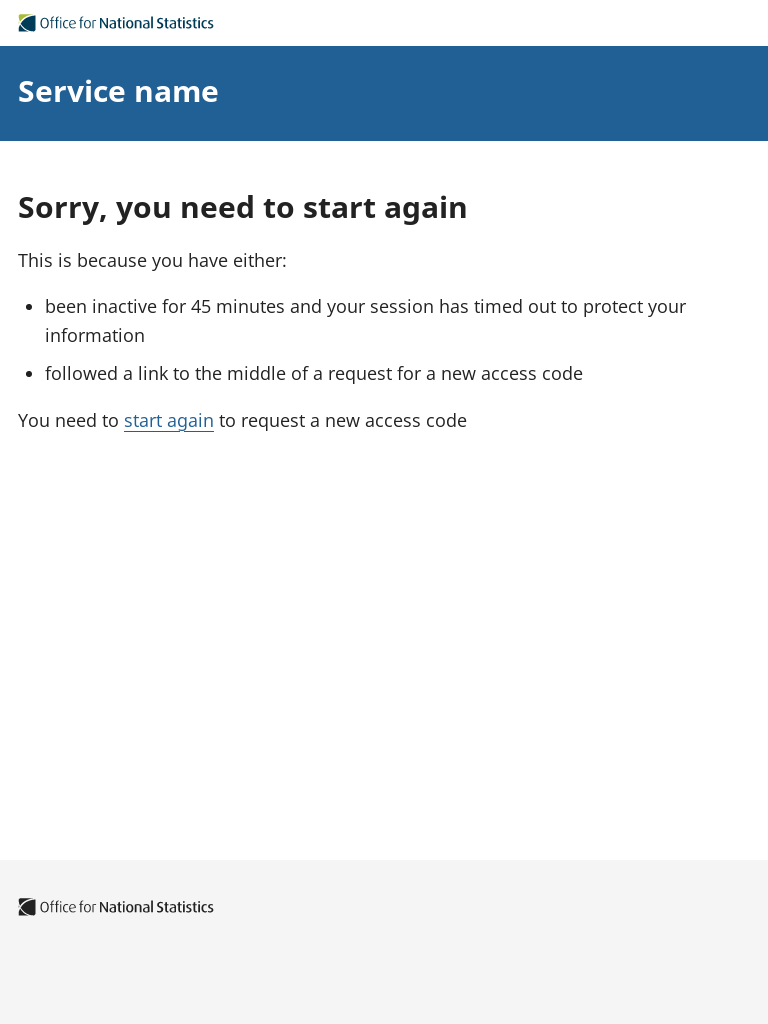 Office for National Statistics
Service name
Sorry, you need to start again
This is because you have either:
been inactive for 45 minutes and your session has timed out to protect your
information
followed a link to the middle of a request for a new access code
You need to start again to request a new access code
Office for National Statistics